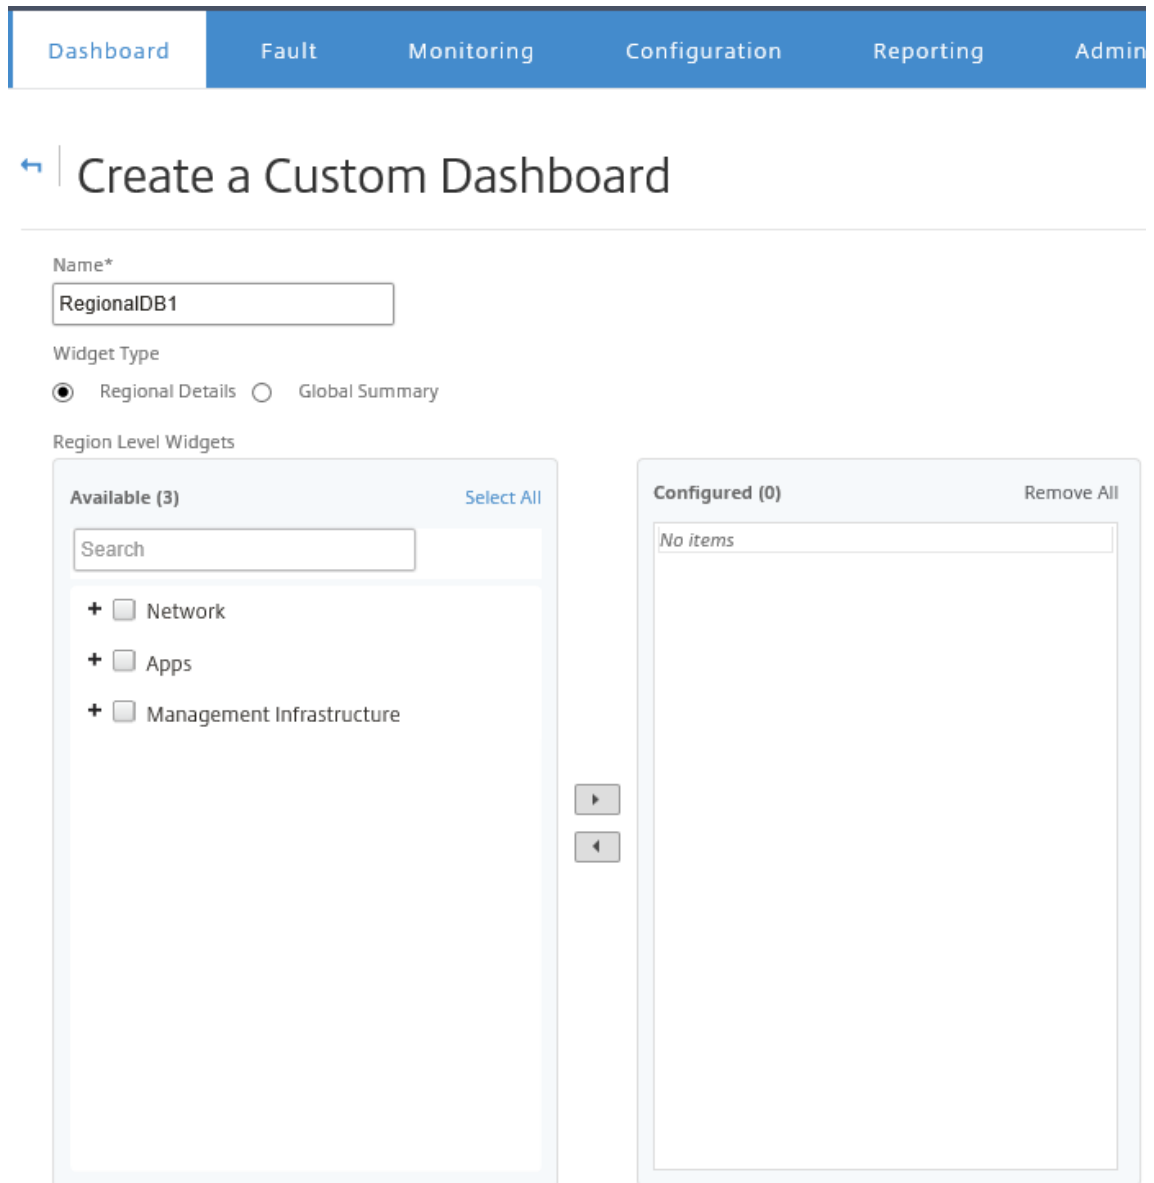 Dashboard Fault Monitoring Configuration Reporting Admin
Create a Custom Dashboard
Name*
RegionalDB1
Widget Type
Regional Details Global Summary
Region Level Widgets
Available (3) Select All
Search
Network
Apps
Management Infrastructure
Configured (0) Remove All
No items